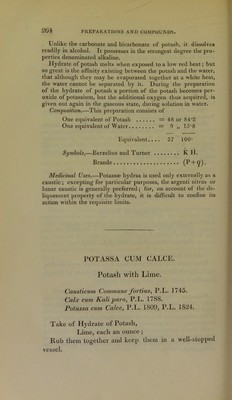 264 PREPARATIONS AND COMPOUNDS.
Unlike the carbonate and bicarbonate of potash, it dissolves
readily in alcohol. It possesses in the strongest degree the pro-
perties denominated alkaline.
Hydrate of potash melts when exposed to a low red heat; but
so great is the affinity existing between the potash and the water,
that although they may be evaporated together at a white heat,
the water cannot be separated by it. During the preparation
of the hydrate of potash a portion of the potash becomes per-
oxide of potassium, but the additional oxygen thus acquired, is
given out again in the gaseous state, during solution in water.
Composition.—This preparation consists of
One equivalent of Potash ...... = 48 or 84·2
One equivalent of Water........ = 9 „ 15·8
Equivalent.... 57 100·
Symbols,—Berzelius and Turner ........ K̇ H.
Brande .................... (P+q).
Medicinal Uses.—Potassæ hydras is used only externally as a
caustic; excepting for particular purposes, the argenti nitras or
lunar caustic is generally preferred; for, on account of the de-
liquescent property of the hydrate, it is difficult to confine its
action within the requisite limits.
POTASSA CUM CALCE.
Potash with Lime.
Causticum Commune fortius, P.L. 1745.
Calx cum Kali puro, P.L. 1788.
Potassa cum Calce, P.L. 1809, P.L. 1824.
Take of Hydrate of Potash,
Lime, each an ounce;
Rub them together and keep them in a well-stopped
vessel.